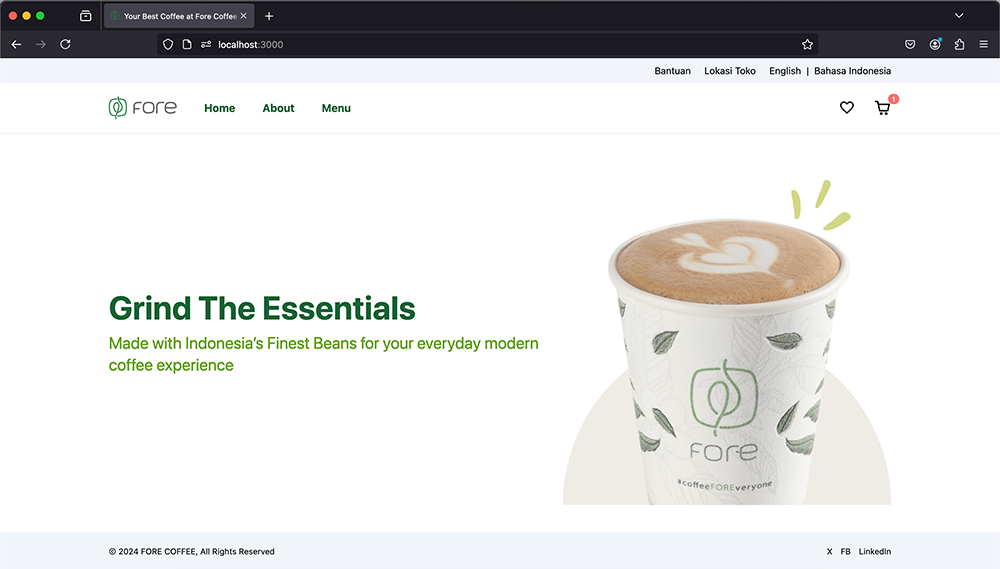 Your Best Coffee at Fore Coffee
localhost:3000
Bantuan Lokasi Toko English | Bahasa Indonesia
FORE Home About Menu 1
Grind The Essentials
Made with Indonesia’s Finest Beans for your everyday modern
coffee experience
FORE
#coffeeFOREveryone
© 2024 FORE COFFEE, All Rights Reserved X FB LinkedIn